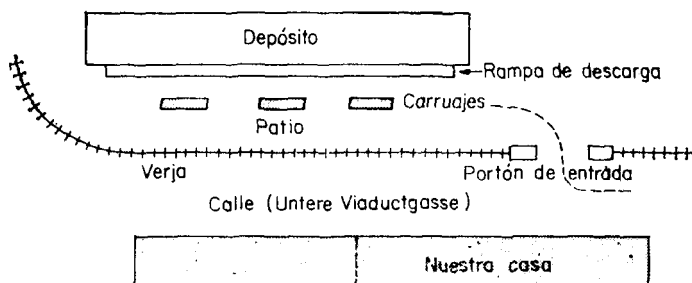 Depósito
Rampa de descarga
Carruajes
Patio
Verja
Portón de entrada
Calle (Untere Viaductgasse)
Nuestra casa